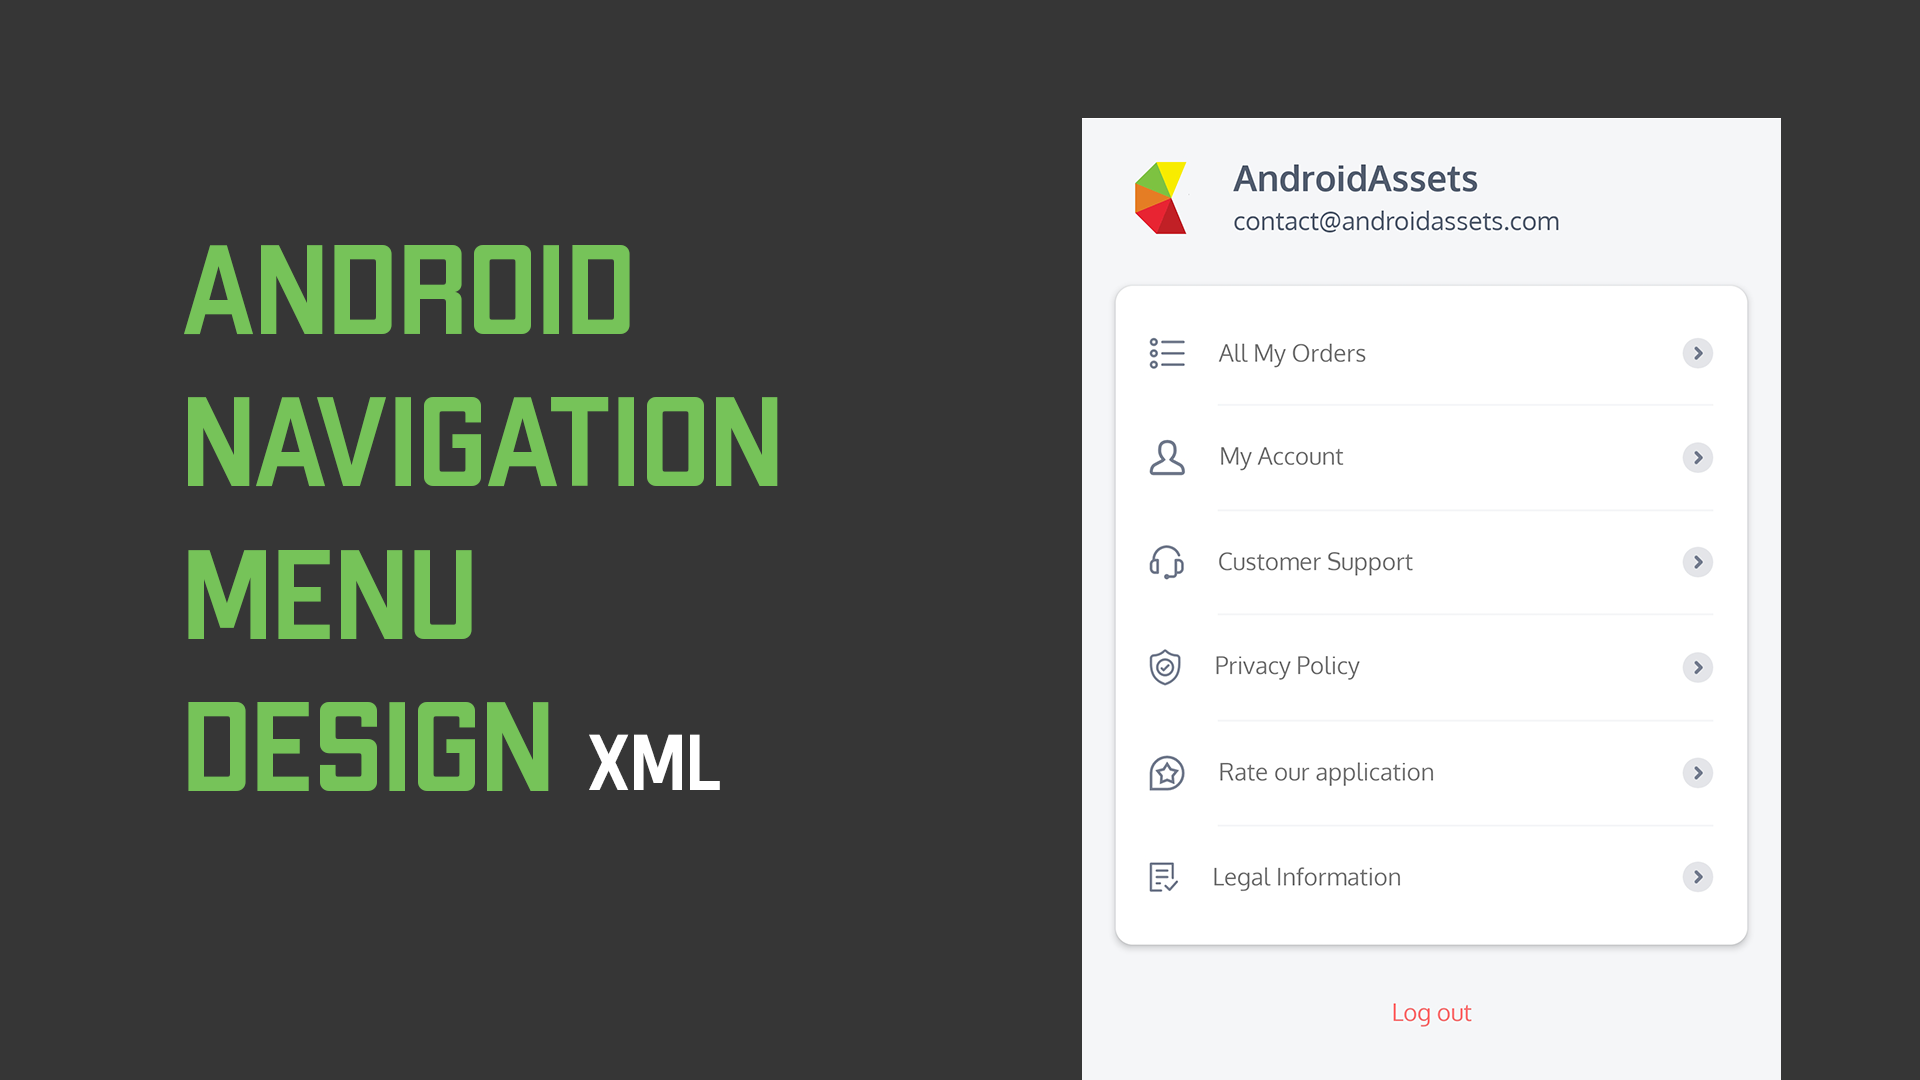 ANDROID
NAVIGATION
MENU
DESIGN XML
AndroidAssets
contact@androidassets.com
All My Orders
My Account
Customer Support
Privacy Policy
Rate our application
Legal Information
Log out